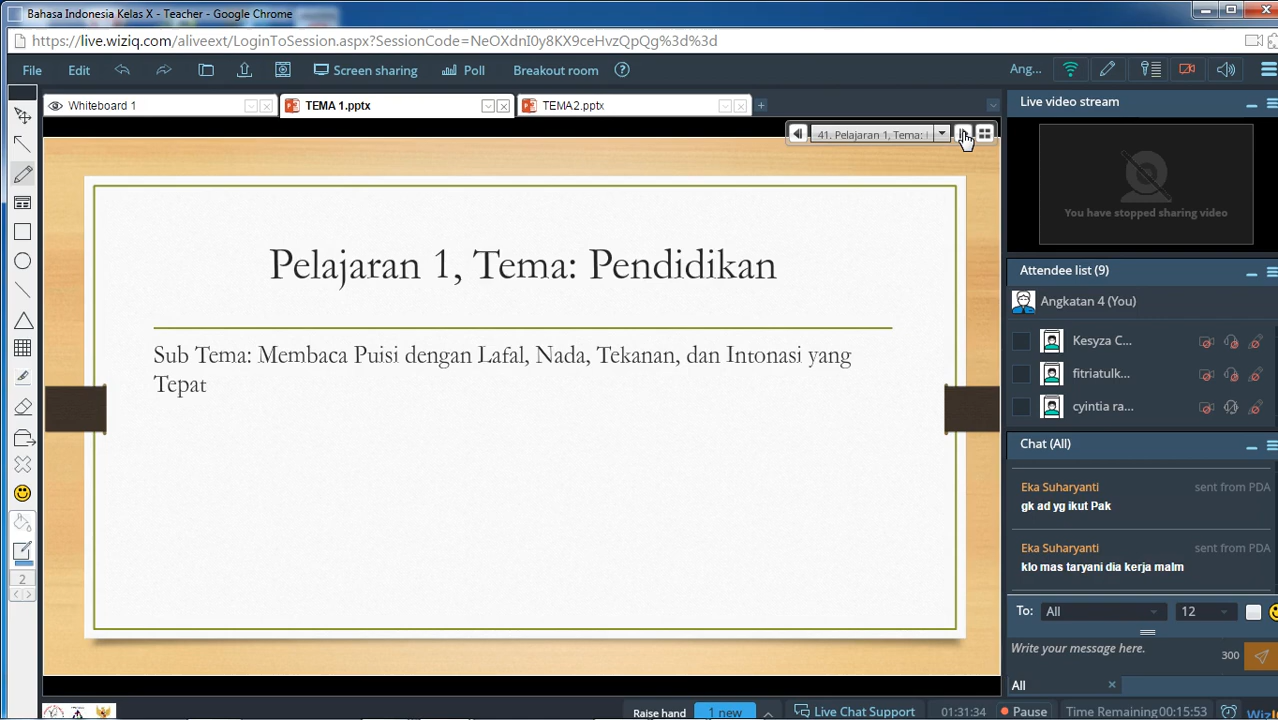 Bahasa Indonesia Kelas X - Teacher - Google Chrome
https://live.wiziq.com/aliveext/LoginToSession.aspx?SessionCode=NeOXdnI0y8KX9ceHvzQpQg%3d%3d
File Edit Screen sharing Poll Breakout room Ang...
Whiteboard 1 TEMA 1.pptx TEMA2.pptx
41. Pelajaran 1, Tema:
Pelajaran 1, Tema: Pendidikan
Sub Tema: Membaca Puisi dengan Lafal, Nada, Tekanan, dan Intonasi yang
Tepat
2
Live video stream
You have stopped sharing video
Attendee list (9)
Angkatan 4 (You)
Kesyza C...
fitriatulk...
cyintia ra...
Chat (All)
Eka Suharyanti sent from PDA
gk ad yg ikut Pak
Eka Suharyanti sent from PDA
klo mas taryani dia kerja malm
To: All 12
Write your message here. 300
All
Raise hand 1 new Live Chat Support 01:31:34 Pause Time Remaining 00:15:53 WizI